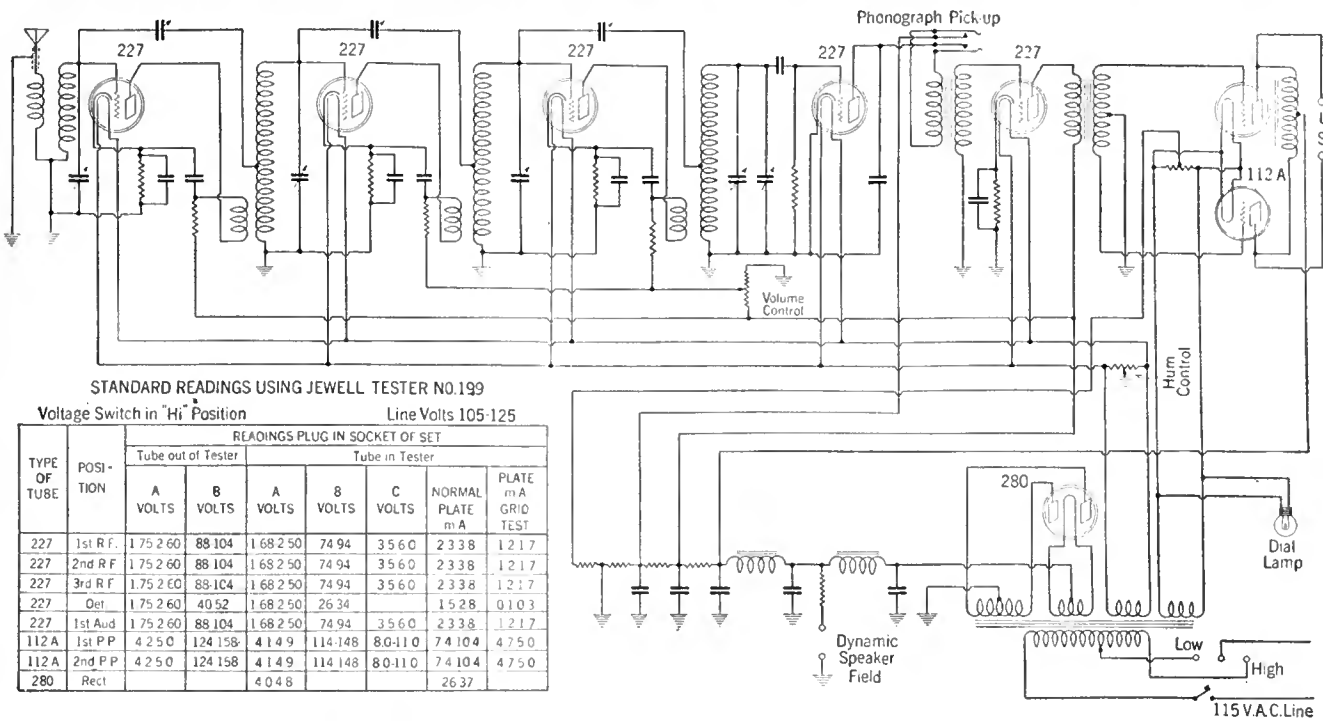 Phonograph Pick-up
227
227
227
227
227
112 A
Volume
Control
Hum
Control
280
Dial
Lamp
Dynamic
Speaker
Field
Low
High
115 V.A.C. Line
STANDARD READINGS USING JEWELL TESTER NO. 199
Voltage Switch in "Hi" Position Line Volts 105-125
READINGS PLUG IN SOCKET OF SET
TYPE OF TUBE POSI-TION Tube out of Tester Tube in Tester
A VOLTS B VOLTS A VOLTS B VOLTS C VOLTS NORMAL PLATE m A PLATE m A GRID TEST
227 1st R F. 1.75 2 60 88 104 1 68 2 50 74 94 3 5 6 0 2 3 3 8 1 2 1 7
227 2nd R F 1.75 2 60 88 104 1 68 2 50 74 94 3 5 6 0 2 3 3 8 1 2 1 7
227 3rd R F 1.75 2 60 88 104 1 68 2 50 74 94 3 5 6 0 2 3 3 8 1 2 1 7
227 Det. 1.75 2 60 40 52 1 68 2 50 26 34 1 5 2 8 0 1 0 3
227 1st Aud 1.75 2 60 88 104 1 68 2 50 74 94 3 5 6 0 2 3 3 8 1 2 1 7
112 A 1st P P 4 2 5 0 124 158 4 1 4 9 114-148 8.0-11 0 7 4 10 4 4 7 5 0
112 A 2nd P P 4 2 5 0 124 158 4 1 4 9 114 148 8 0-11 0 7 4 10 4 4 7 5 0
280 Rect 4 0 4 8 26 37